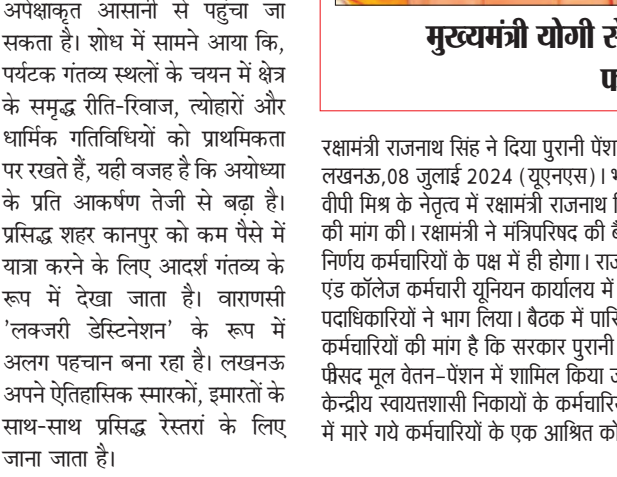 अपेक्षाकृत आसानी से पहुंचा जा
सकता है। शोध में सामने आया कि,
पर्यटक गंतव्य स्थलों के चयन में क्षेत्र
के समृद्ध रीति-रिवाज, त्योहारों और
धार्मिक गतिविधियों को प्राथमिकता
पर रखते हैं, यही वजह है कि अयोध्या
के प्रति आकर्षण तेजी से बढ़ा है।
प्रसिद्ध शहर कानपुर को कम पैसे में
यात्रा करने के लिए आदर्श गंतव्य के
रूप में देखा जाता है। वाराणसी
'लक्जरी डेस्टिनेशन' के रूप में
अलग पहचान बना रहा है। लखनऊ
अपने ऐतिहासिक स्मारकों, इमारतों के
साथ-साथ प्रसिद्ध रेस्तरां के लिए
जाना जाता है।
मुख्यमंत्री योगी से
रक्षामंत्री राजनाथ सिंह ने दिया पुरानी पेंश
लखनऊ,08 जुलाई 2024 (यूएनएस)।
वीपी मिश्र के नेतृत्व में रक्षामंत्री राजनाथ
की मांग की। रक्षामंत्री ने मंत्रिपरिषद की
निर्णय कर्मचारियों के पक्ष में ही होगा।
एंड कॉलेज कर्मचारी यूनियन कार्यालय में
पदाधिकारियों ने भाग लिया। बैठक में
कर्मचारियों की मांग है कि सरकार पुरानी
फीसद मूल वेतन-पेंशन में शामिल किया
केन्द्रीय स्वायत्तशासी निकायों के
में मारे गये कर्मचारियों के एक आश्रित को